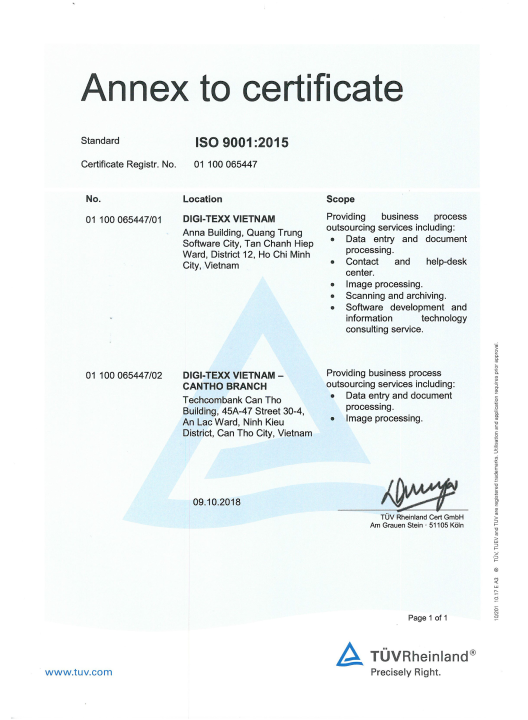 Annex to certificate
Standard
ISO 9001:2015
Certificate Registr. No.
01 100 065447
No.
Location
Scope
01 100 065447/01
DIGI-TEXX VIETNAM
Anna Building, Quang Trung
Software City, Tan Chanh Hiep
Ward, District 12, Ho Chi Minh
City, Vietnam
Providing business process
outsourcing services including:
• Data entry and document
processing.
• Contact and help-desk
center.
• Image processing.
• Scanning and archiving.
• Software development and
information technology
consulting service.
01 100 065447/02
DIGI-TEXX VIETNAM –
CANTHO BRANCH
Techcombank Can Tho
Building, 45A-47 Street 30-4,
An Lac Ward, Ninh Kieu
District, Can Tho City, Vietnam
Providing business process
outsourcing services including:
• Data entry and document
processing.
• Image processing.
09.10.2018
TÜV Rheinland Cert GmbH
Am Grauen Stein · 51105 Köln
Page 1 of 1
www.tuv.com
TÜVRheinland®
Precisely Right.
® TÜV, TUEV and TUV are registered trademarks. Utilisation and application requires prior approval.